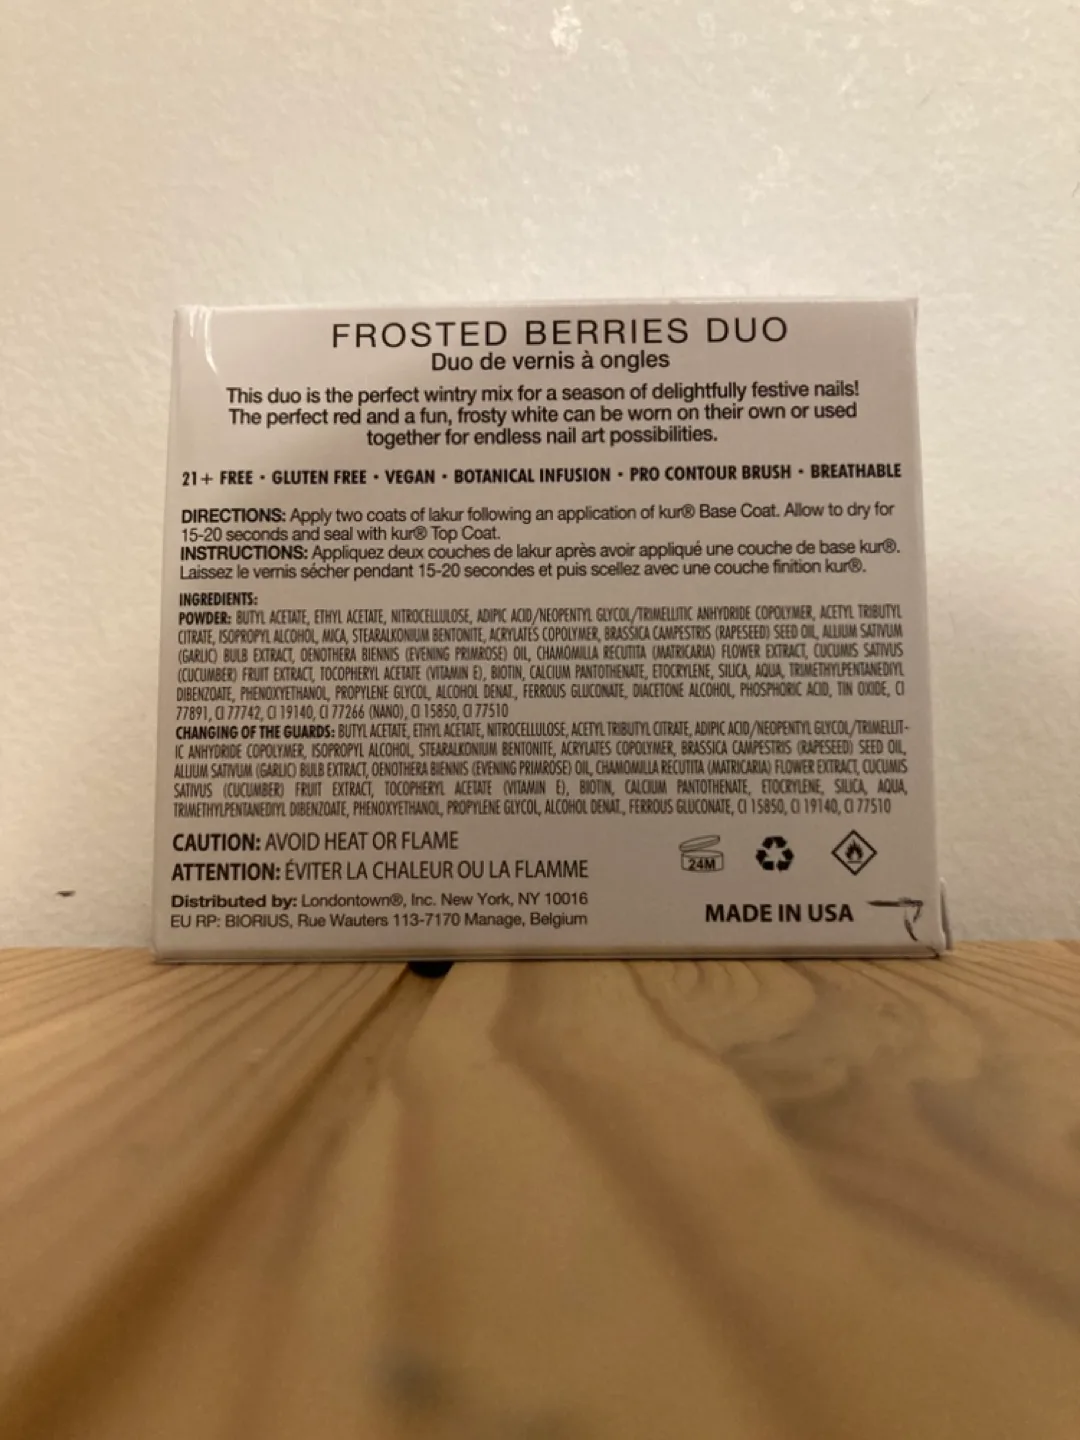 FROSTED BERRIES DUO
Duo de vernis à ongles
This duo is the perfect wintry mix for a season of delightfully festive nails!
The perfect red and a fun, frosty white can be worn on their own or used
together for endless nail art possibilities.
21+ FREE • GLUTEN FREE • VEGAN • BOTANICAL INFUSION • PRO CONTOUR BRUSH • BREATHABLE
DIRECTIONS: Apply two coats of lakur following an application of kur® Base Coat. Allow to dry for
15-20 seconds and seal with kur® Top Coat.
INSTRUCTIONS: Appliquez deux couches de lakur après avoir appliqué une couche de base kur®.
Laissez le vernis sécher pendant 15-20 secondes et puis scellez avec une couche finition kur®.
INGREDIENTS:
POWDER: BUTYL ACETATE, ETHYL ACETATE, NITROCELLULOSE, ADIPIC ACID/NEOPENTYL GLYCOL/TRIMELLITIC ANHYDRIDE COPOLYMER, ACETYL TRIBUTYL
CITRATE, ISOPROPYL ALCOHOL, MICA, STEARALKONIUM BENTONITE, ACRYLATES COPOLYMER, BRASSICA CAMPESTRIS (RAPESEED) SEED OIL, ALLIUM SATIVUM
(GARLIC) BULB EXTRACT, OENOTHERA BIENNIS (EVENING PRIMROSE) OIL, CHAMOMILLA RECUTITA (MATRICARIA) FLOWER EXTRACT, CUCUMIS SATIVUS
(CUCUMBER) FRUIT EXTRACT, TOCOPHERYL ACETATE (VITAMIN E), BIOTIN, CALCIUM PANTOTHENATE, ETOCRYLENE, SILICA, AQUA, TRIMETHYLPENTANEDIYL
DIBENZOATE, PHENOXYETHANOL, PROPYLENE GLYCOL, ALCOHOL DENAT., FERROUS GLUCONATE, DIACETONE ALCOHOL, PHOSPHORIC ACID, TIN OXIDE, CI
77891, CI 77742, CI 19140, CI 77266 (NANO), CI 15850, CI 77510
CHANGING OF THE GUARDS: BUTYL ACETATE, ETHYL ACETATE, NITROCELLULOSE, ACETYL TRIBUTYL CITRATE, ADIPIC ACID/NEOPENTYL GLYCOL/TRIMELLIT-
IC ANHYDRIDE COPOLYMER, ISOPROPYL ALCOHOL, STEARALKONIUM BENTONITE, ACRYLATES COPOLYMER, BRASSICA CAMPESTRIS (RAPESEED) SEED OIL,
ALLIUM SATIVUM (GARLIC) BULB EXTRACT, OENOTHERA BIENNIS (EVENING PRIMROSE) OIL, CHAMOMILLA RECUTITA (MATRICARIA) FLOWER EXTRACT, CUCUMIS
SATIVUS (CUCUMBER) FRUIT EXTRACT, TOCOPHERYL ACETATE (VITAMIN E), BIOTIN, CALCIUM PANTOTHENATE, ETOCRYLENE, SILICA, AQUA,
TRIMETHYLPENTANEDIYL DIBENZOATE, PHENOXYETHANOL, PROPYLENE GLYCOL, ALCOHOL DENAT., FERROUS GLUCONATE, CI 15850, CI 19140, CI 77510
CAUTION: AVOID HEAT OR FLAME
ATTENTION: ÉVITER LA CHALEUR OU LA FLAMME
24M
Distributed by: Londontown®, Inc. New York, NY 10016
EU RP: BIORIUS, Rue Wauters 113-7170 Manage, Belgium
MADE IN USA